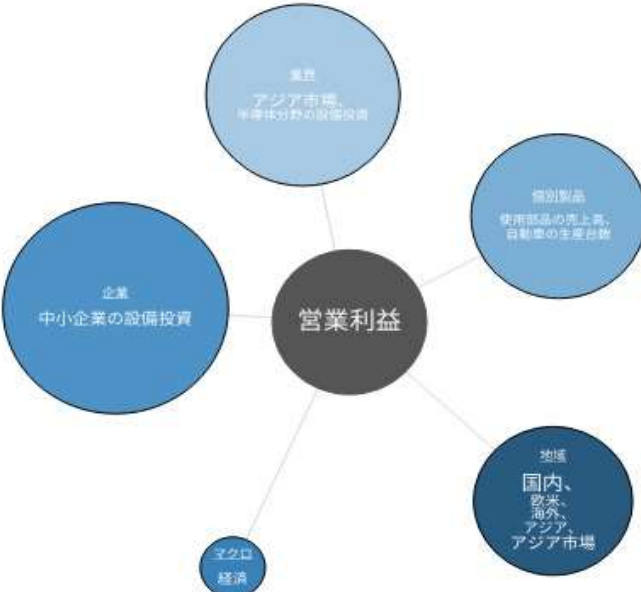 業界
アジア市場、
半導体分野の設備投資
個別製品
使用部品の売上高、
自動車の生産台数
企業
中小企業の設備投資
営業利益
地域
国内、
欧米、
海外、
アジア、
アジア市場
マクロ
経済